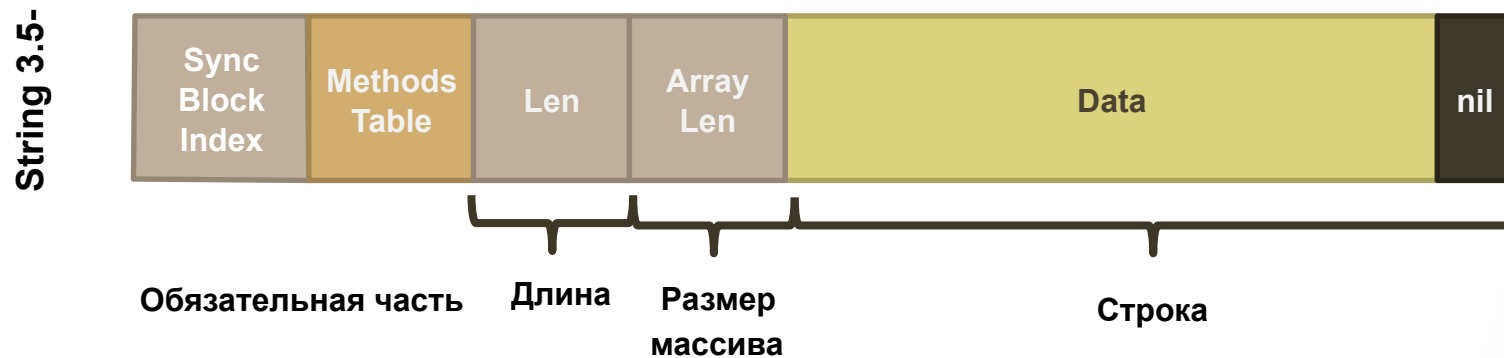 String 3.5-
Sync
Block
Index
Methods
Table
Len
Array
Len
Data
nil
Обязательная часть
Длина
Размер
массива
Строка